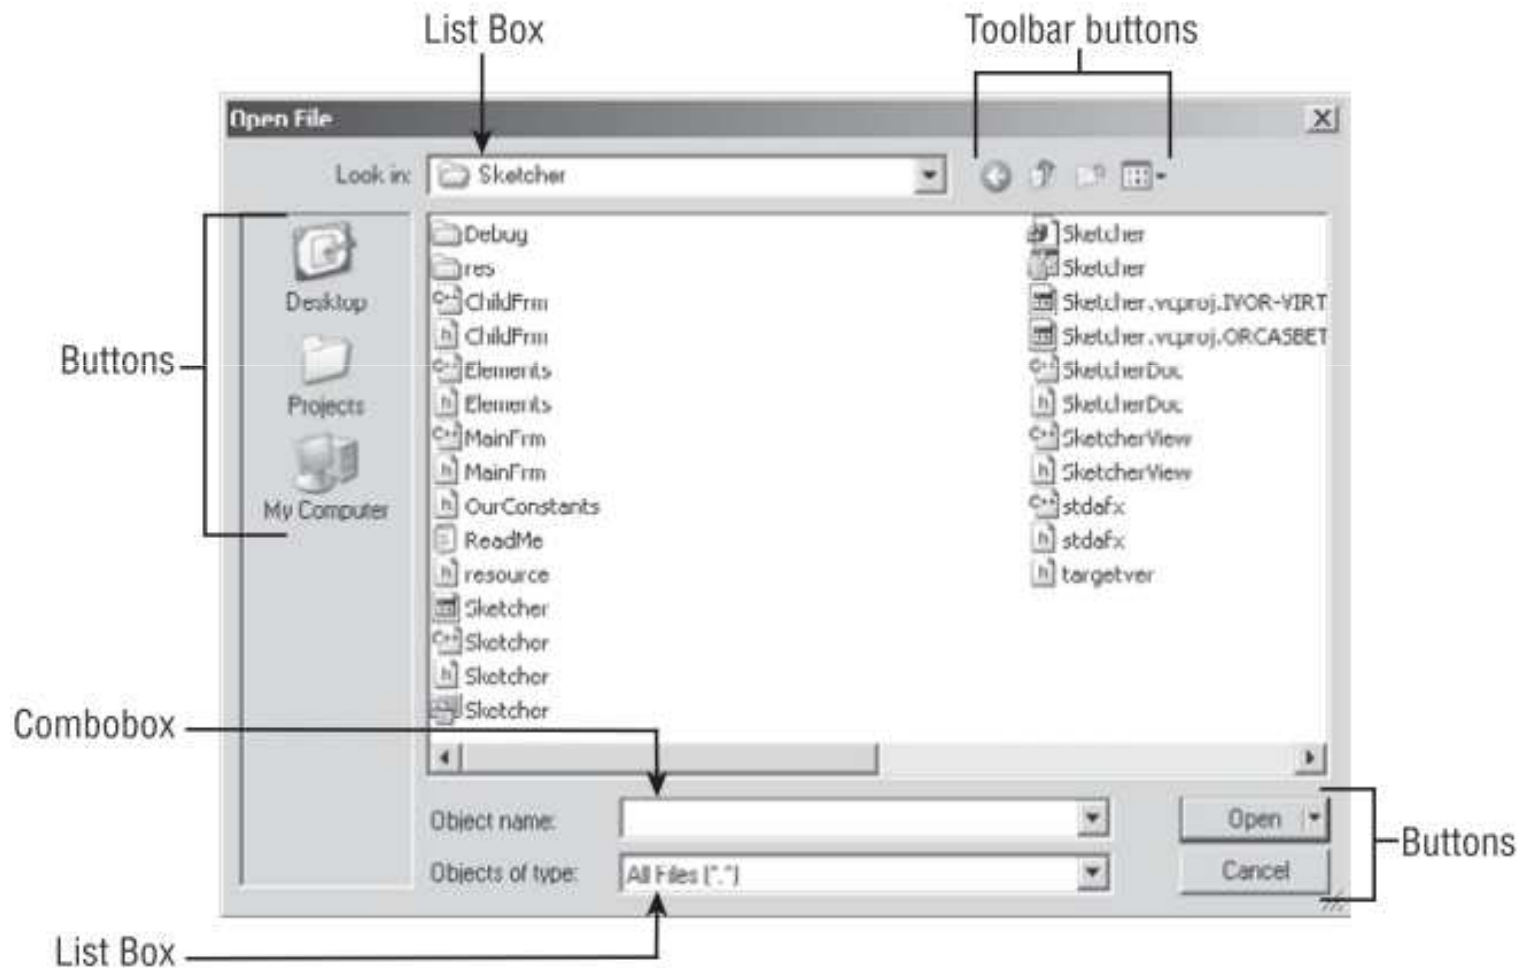 List Box
Toolbar buttons
Open File
Look in:
Sketcher
Buttons
Desktop
Projects
My Computer
Debug
res
ChildFrm
ChildFrm
Elements
Elements
MainFrm
MainFrm
OurConstants
ReadMe
resource
Sketcher
Sketcher
Sketcher
Sketcher
Sketcher
Sketcher
Sketcher.vcproj.IVOR-VIRT
Sketcher.vcproj.ORCASBET
SketcherDoc
SketcherDoc
SketcherView
SketcherView
stdafx
stdafx
targetver
Combobox
Object name:
Open
Buttons
Objects of type:
All Files (*.*)
Cancel
List Box